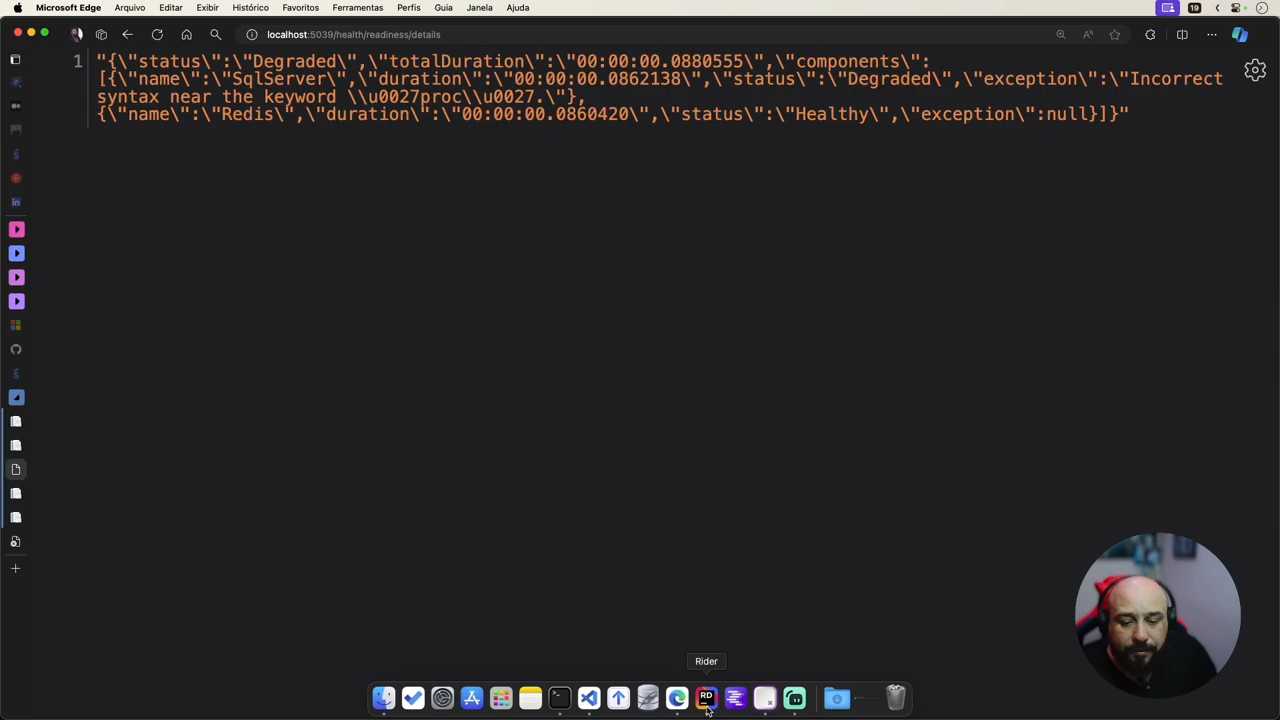 Microsoft Edge Arquivo Editar Exibir Histórico Favoritos Ferramentas Perfis Guia Janela Ajuda 19
localhost:5039/health/readiness/details
1 "{\"status\":\"Degraded\",\"totalDuration\":\"00:00:00.0880555\",\"components\":
[{\"name\":\"SqlServer\",\"duration\":\"00:00:00.0862138\",\"status\":\"Degraded\",\"exception\":\"Incorrect
syntax near the keyword \\u0027proc\\u0027.\"},
{\"name\":\"Redis\",\"duration\":\"00:00:00.0860420\",\"status\":\"Healthy\",\"exception\":null}]}"
Rider
RD